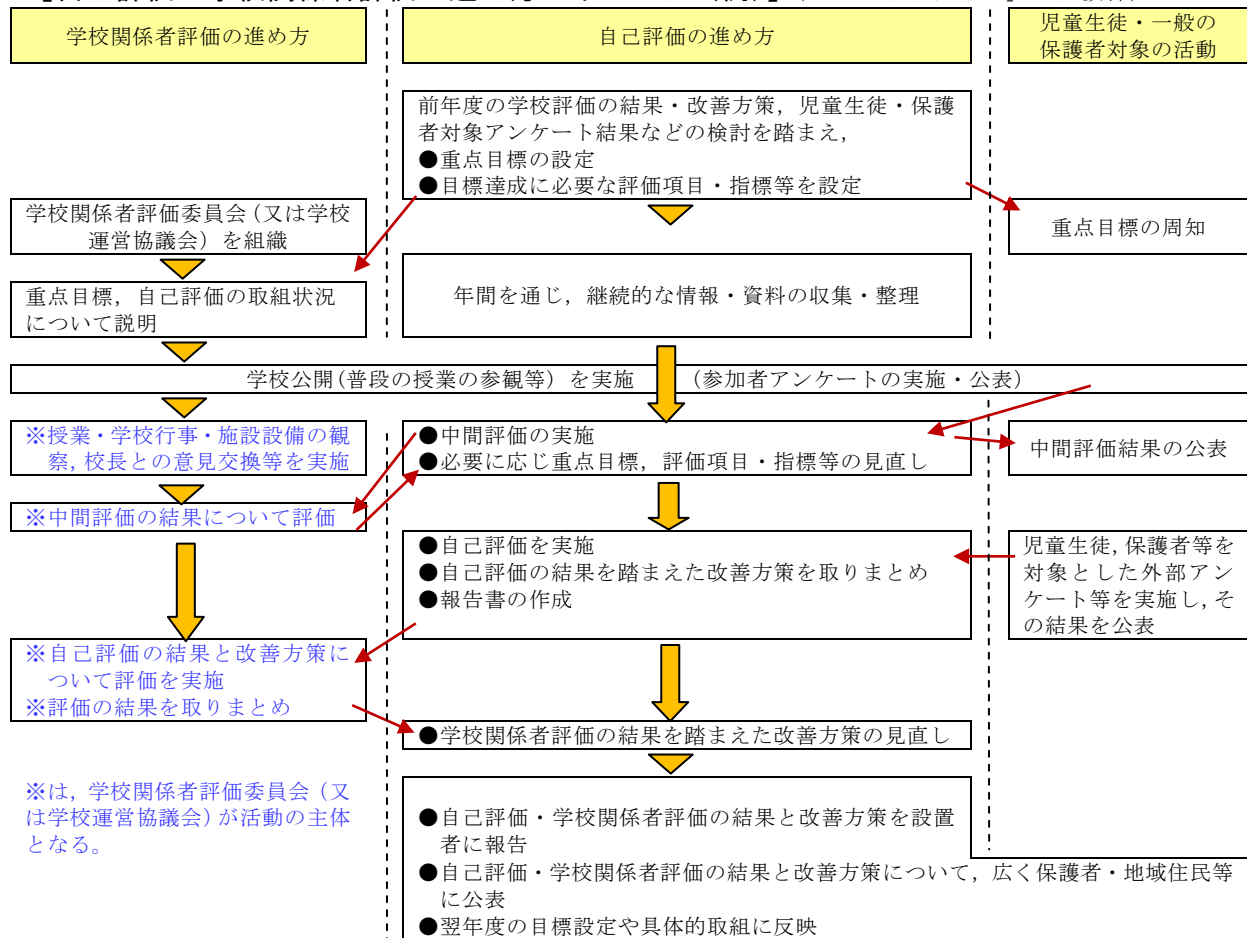 学校関係者評価の進め方
自己評価の進め方
児童生徒・一般の
保護者対象の活動
前年度の学校評価の結果・改善方策，児童生徒・保護
者対象アンケート結果などの検討を踏まえ，
●重点目標の設定
●目標達成に必要な評価項目・指標等を設定
学校関係者評価委員会（又は学校
運営協議会）を組織
重点目標の周知
重点目標，自己評価の取組状況
について説明
年間を通じ，継続的な情報・資料の収集・整理
学校公開(普段の授業の参観等）を実施　（参加者アンケートの実施・公表）
※授業・学校行事・施設設備の観
察，校長との意見交換等を実施
●中間評価の実施
●必要に応じ重点目標，評価項目・指標等の見直し
中間評価結果の公表
※中間評価の結果について評価
●自己評価を実施
●自己評価の結果を踏まえた改善方策を取りまとめ
●報告書の作成
児童生徒，保護者等を
対象とした外部アン
ケート等を実施し，そ
の結果を公表
※自己評価の結果と改善方策に
ついて評価を実施
※評価の結果を取りまとめ
●学校関係者評価の結果を踏まえた改善方策の見直し
※は，学校関係者評価委員会（又
は学校運営協議会）が活動の主体
となる。
●自己評価・学校関係者評価の結果と改善方策を設置
者に報告
●自己評価・学校関係者評価の結果と改善方策について，広く保護者・地域住民等
に公表
●翌年度の目標設定や具体的取組に反映